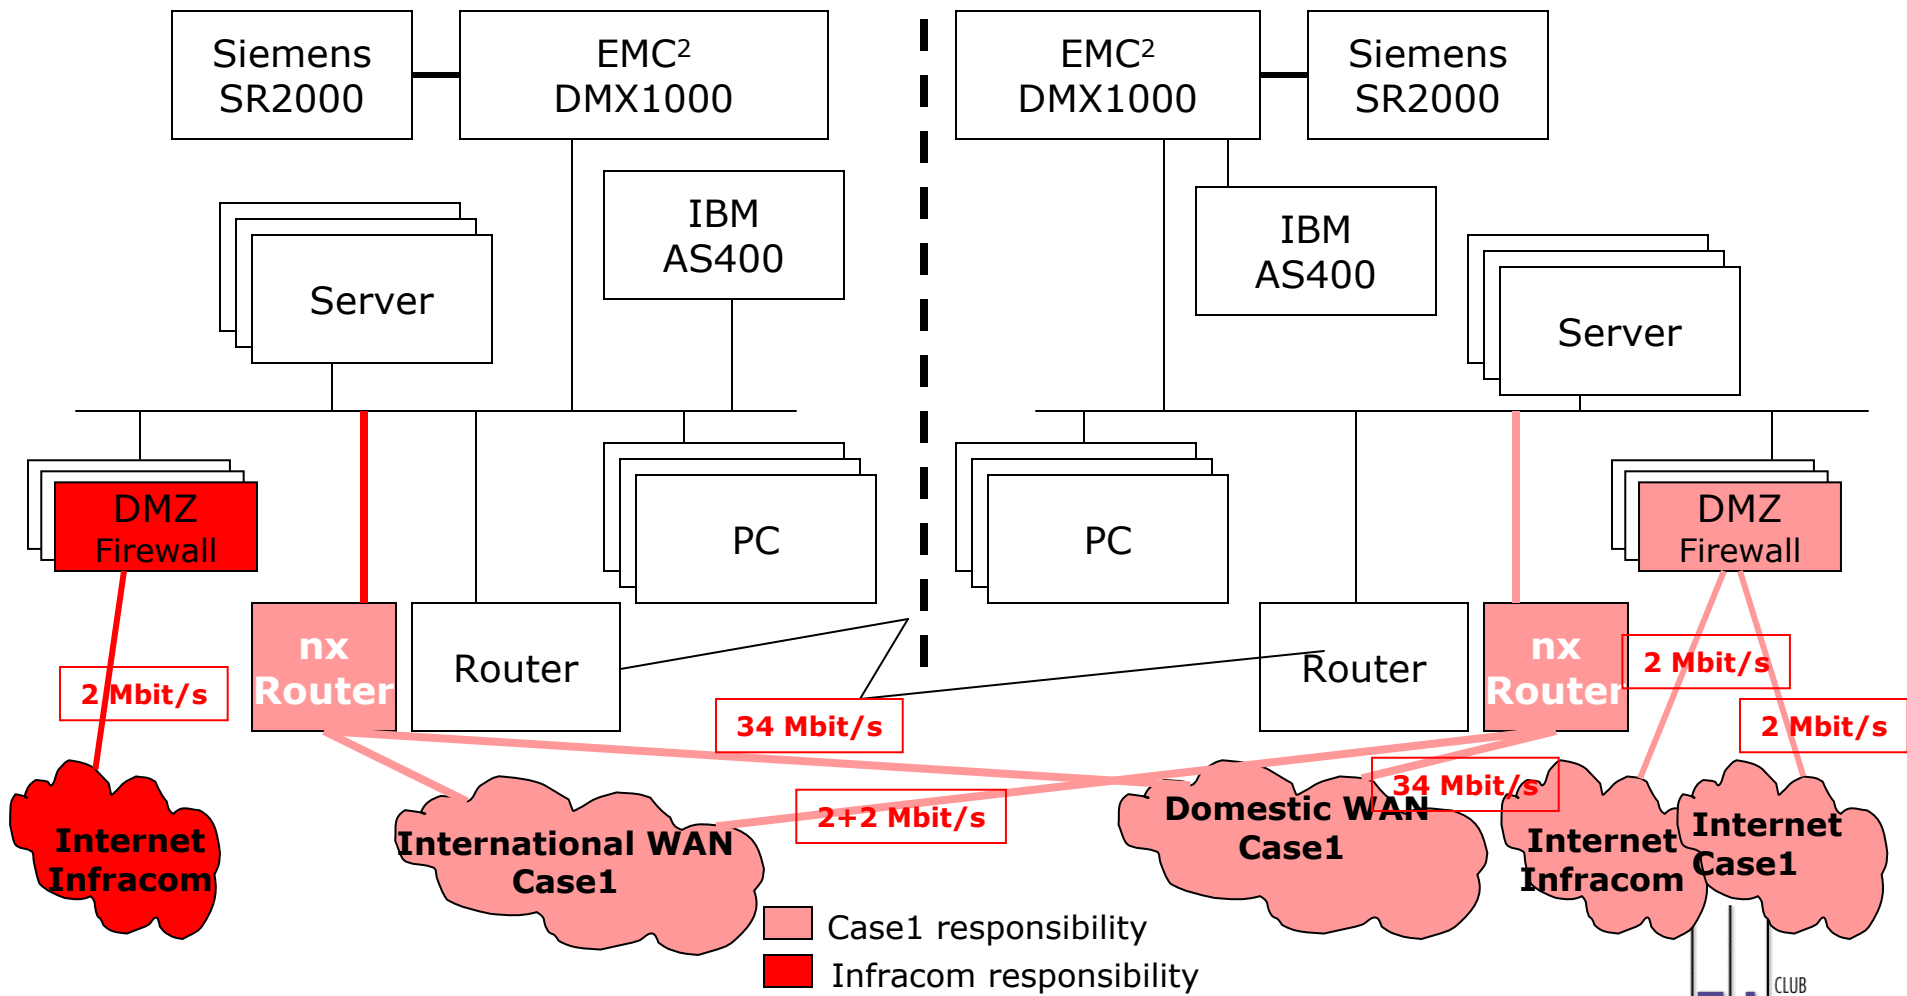 Siemens
SR2000
EMC²
DMX1000
EMC²
DMX1000
Siemens
SR2000
IBM
AS400
IBM
AS400
Server
Server
DMZ
Firewall
PC
PC
DMZ
Firewall
nx
Router
Router
Router
nx
Router
2 Mbit/s
2 Mbit/s
34 Mbit/s
2 Mbit/s
34 Mbit/s
2+2 Mbit/s
Internet
Infracom
International WAN
Case1
Domestic WAN
Case1
Internet
Infracom
Internet
Case1
Case1 responsibility
Infracom responsibility
CLUB